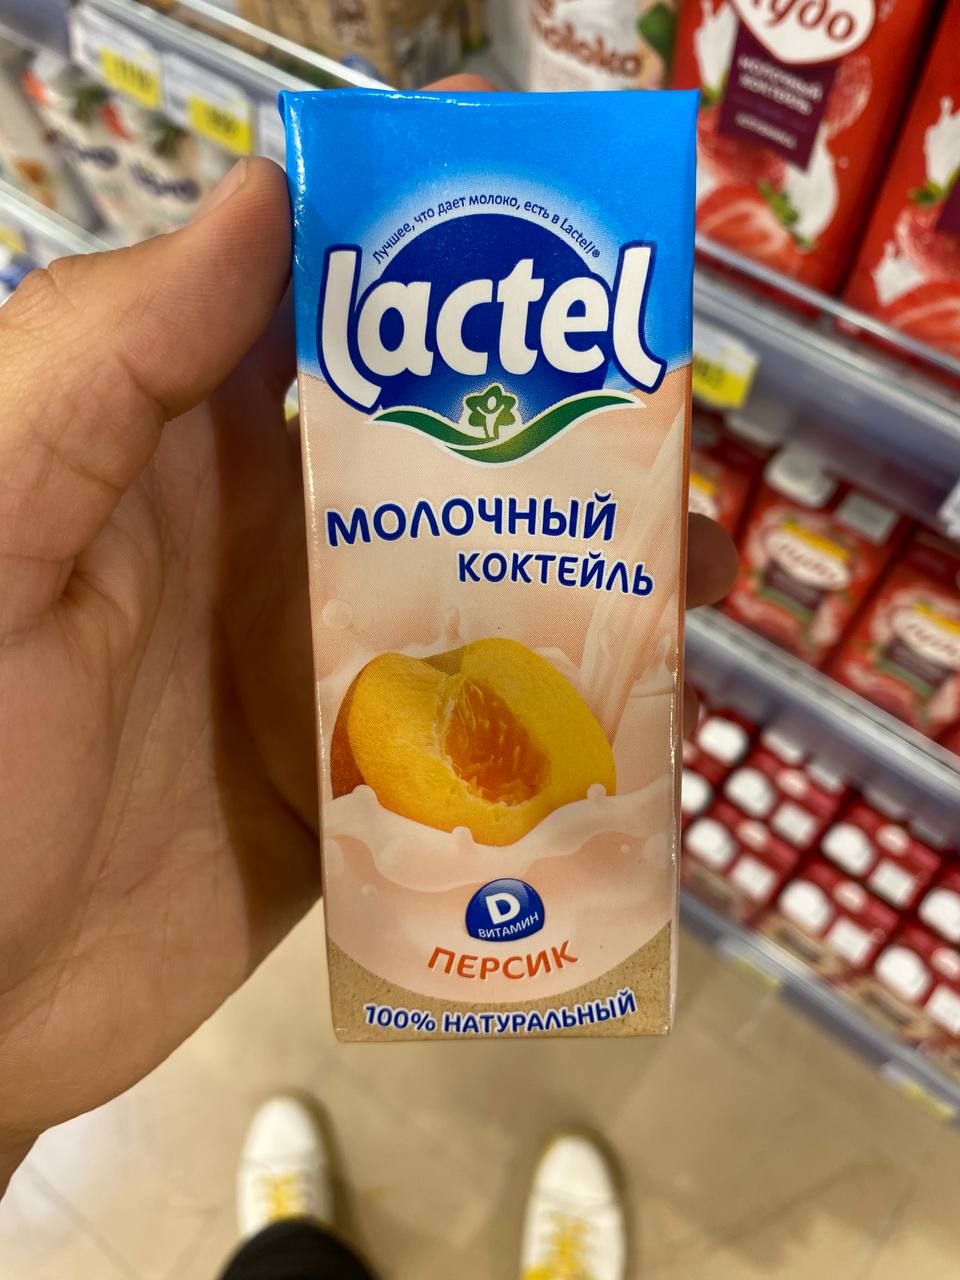 Лучшее, что дает молоко, есть в Lactel!®
lactel
МОЛОЧНЫЙ
КОКТЕЙЛЬ
D
ВИТАМИН
ПЕРСИК
100% НАТУРАЛЬНЫЙ
Чудо
МОЛОЧНЫЙ
КОКТЕЙЛЬ